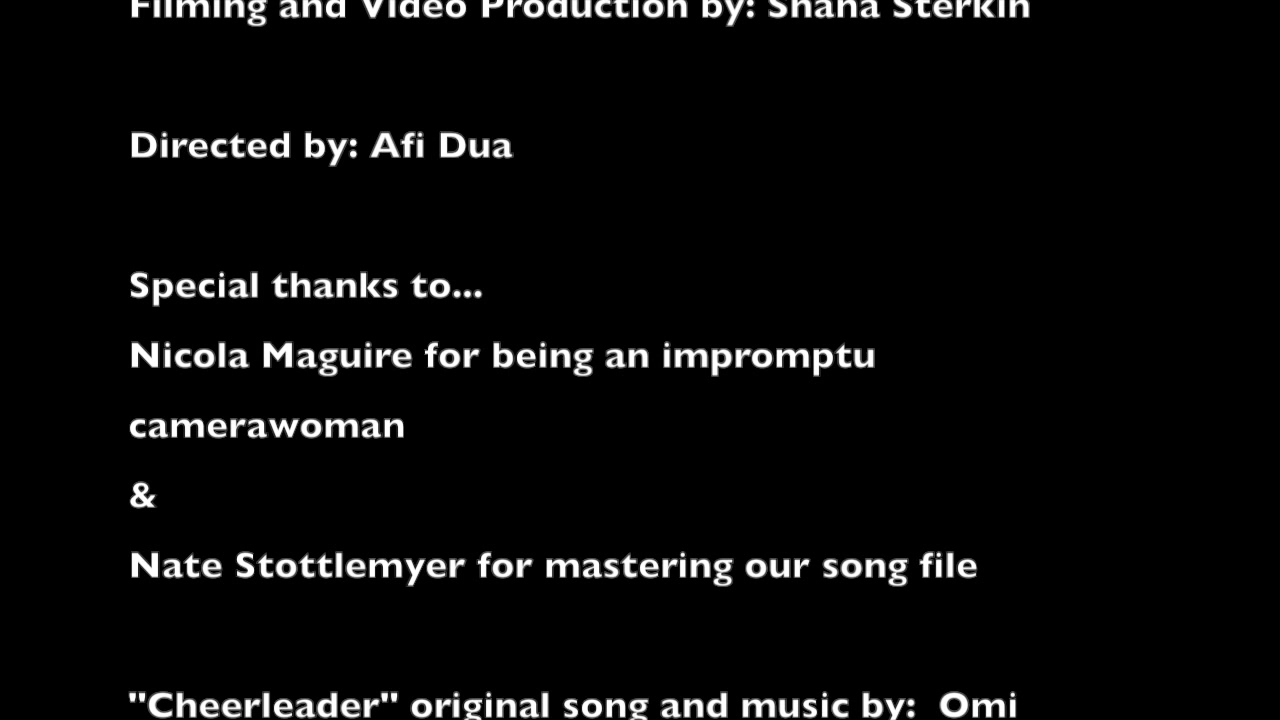 Filming and Video Production by: Shana Sterkin
Directed by: Afi Dua
Special thanks to...
Nicola Maguire for being an impromptu
camerawoman
&
Nate Stottlemyer for mastering our song file
"Cheerleader" original song and music by:  Omi